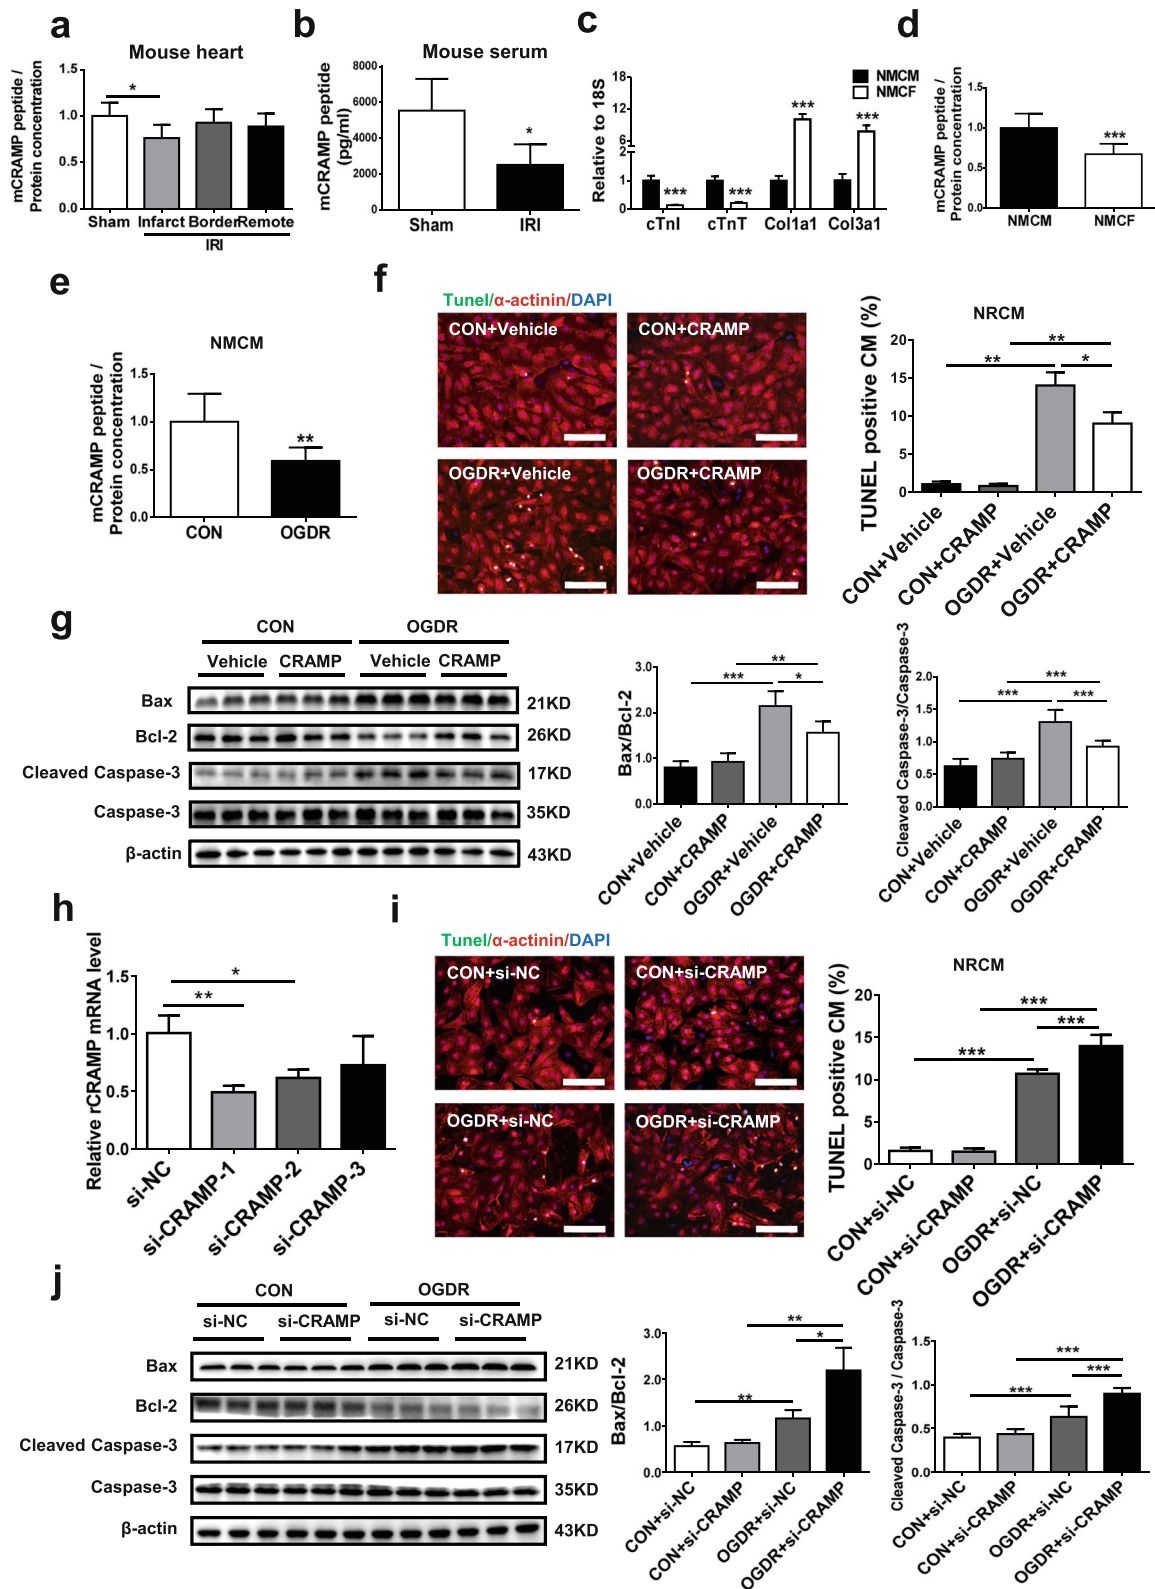 a
Mouse heart
mCRAMP peptide /
Protein concentration
1.5
1.0
0.5
0.0
*
Sham Infarct Border Remote
IRI
b
Mouse serum
mCRAMP peptide
(pg/ml)
8000
6000
4000
2000
0
*
Sham IRI
c
Relative to 18S
18
12
6
2
1
0
NMCM
NMCF
*** *** *** ***
cTnI cTnT Col1a1 Col3a1
d
mCRAMP peptide /
Protein concentration
1.5
1.0
0.5
0.0
***
NMCM NMCF
e
NMCM
mCRAMP peptide /
Protein concentration
1.5
1.0
0.5
0.0
**
CON OGDR
f
Tunel/α-actinin/DAPI
CON+Vehicle CON+CRAMP
OGDR+Vehicle OGDR+CRAMP
NRCM
TUNEL positive CM (%)
20
15
10
5
0
**
** *
CON+Vehicle
CON+CRAMP
OGDR+Vehicle
OGDR+CRAMP
g
CON OGDR
Vehicle CRAMP Vehicle CRAMP
Bax 21KD
Bcl-2 26KD
Cleaved Caspase-3 17KD
Caspase-3 35KD
β-actin 43KD
Bax/Bcl-2
3.0
2.0
1.0
0.0
**
*** *
CON+Vehicle
CON+CRAMP
OGDR+Vehicle
OGDR+CRAMP
Cleaved Caspase-3/Caspase-3
2.0
1.5
1.0
0.5
0.0
***
*** ***
CON+Vehicle
CON+CRAMP
OGDR+Vehicle
OGDR+CRAMP
h
Relative rCRAMP mRNA level
1.5
1.0
0.5
0.0
*
**
si-NC
si-CRAMP-1
si-CRAMP-2
si-CRAMP-3
i
Tunel/α-actinin/DAPI
CON+si-NC CON+si-CRAMP
OGDR+si-NC OGDR+si-CRAMP
NRCM
TUNEL positive CM (%)
20
15
10
5
0
***
***
***
CON+si-NC
CON+si-CRAMP
OGDR+si-NC
OGDR+si-CRAMP
j
CON OGDR
si-NC si-CRAMP si-NC si-CRAMP
Bax 21KD
Bcl-2 26KD
Cleaved Caspase-3 17KD
Caspase-3 35KD
β-actin 43KD
Bax/Bcl-2
3.0
2.0
1.0
0.0
**
*
**
CON+si-NC
CON+si-CRAMP
OGDR+si-NC
OGDR+si-CRAMP
Cleaved Caspase-3 / Caspase-3
1.5
1.0
0.5
0.0
***
***
***
CON+si-NC
CON+si-CRAMP
OGDR+si-NC
OGDR+si-CRAMP